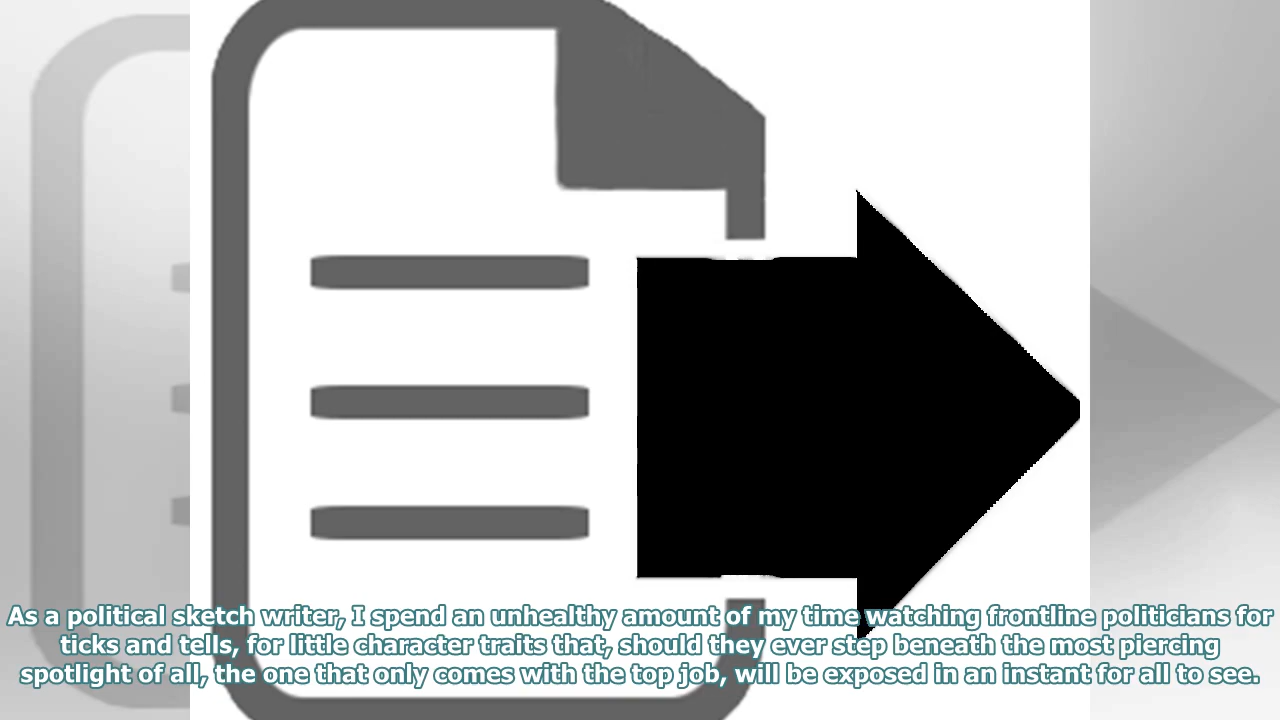 As a political sketch writer, I spend an unhealthy amount of my time watching frontline politicians for
ticks and tells, for little character traits that, should they ever step beneath the most piercing
spotlight of all, the one that only comes with the top job, will be exposed in an instant for all to see.